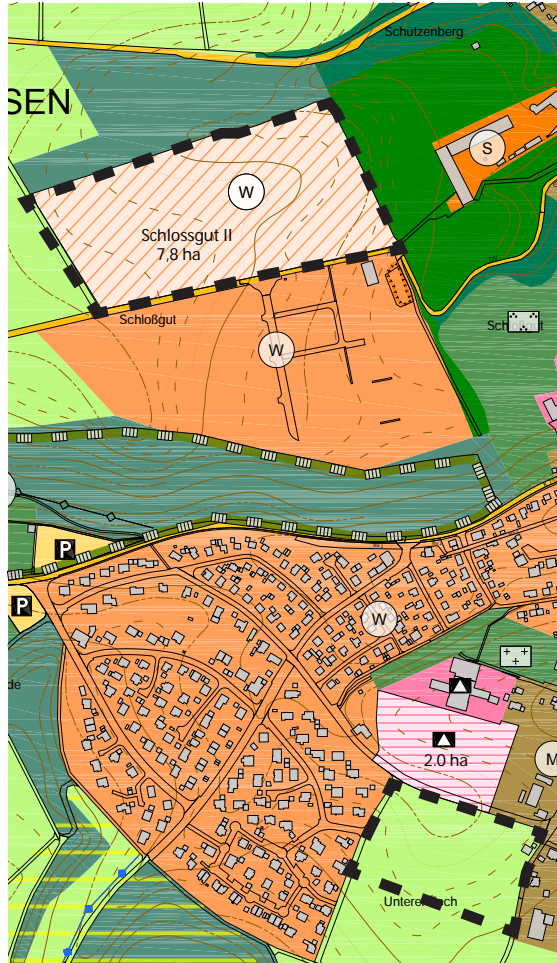 Schützenberg
SEN
S
W
Schlossgut II
7,8 ha
Schloßgut
W
P
P
W
de
M
2.0 ha